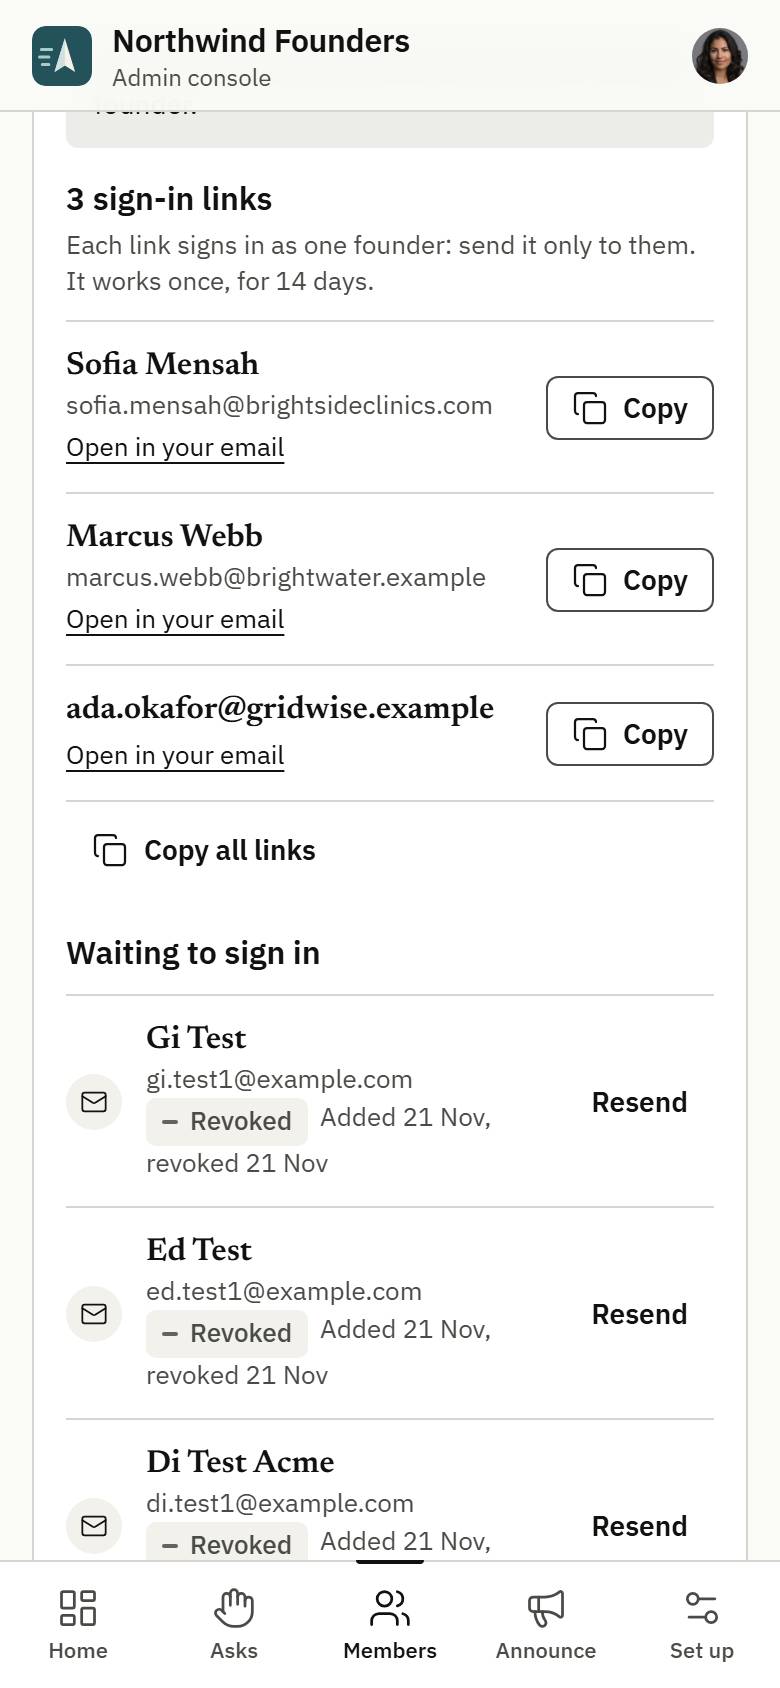 Northwind Founders
Admin console
founder.
3 sign-in links
Each link signs in as one founder: send it only to them.
It works once, for 14 days.
Sofia Mensah
sofia.mensah@brightsideclinics.com
Open in your email
Copy
Marcus Webb
marcus.webb@brightwater.example
Open in your email
Copy
ada.okafor@gridwise.example
Open in your email
Copy
Copy all links
Waiting to sign in
Gi Test
gi.test1@example.com
Revoked Added 21 Nov,
revoked 21 Nov
Resend
Ed Test
ed.test1@example.com
Revoked Added 21 Nov,
revoked 21 Nov
Resend
Di Test Acme
di.test1@example.com
Revoked Added 21 Nov,
Resend
Home
Asks
Members
Announce
Set up